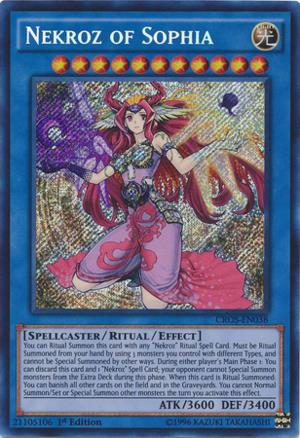 NEKROZ OF SOPHIA
光
CROS-EN038
[SPELLCASTER/RITUAL/EFFECT]
You can Ritual Summon this card with any "Nekroz" Ritual Spell Card. Must be Ritual
Summoned from your hand by using 3 monsters you control with different Types, and
cannot be Special Summoned by other ways. During either player's Main Phase 1: You
can discard this card and 1 "Nekroz" Spell Card; your opponent cannot Special Summon
monsters from the Extra Deck during this phase. When this card is Ritual Summoned:
You can banish all other cards on the field and in the Graveyards. You cannot Normal
Summon/Set or Special Summon other monsters the turn you activate this effect.
ATK/3600 DEF/3400
21105106 1st Edition ©1996 KAZUKI TAKAHASHI